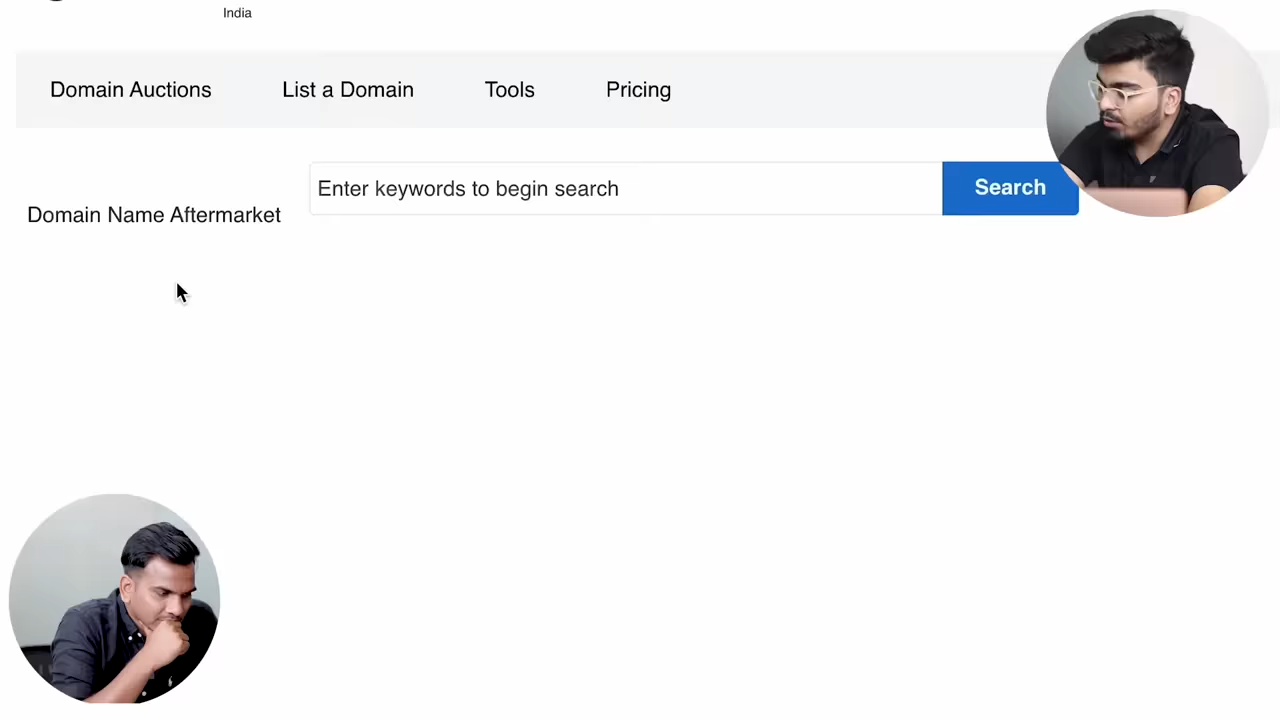 India
Domain Auctions List a Domain Tools Pricing
Enter keywords to begin search Search
Domain Name Aftermarket